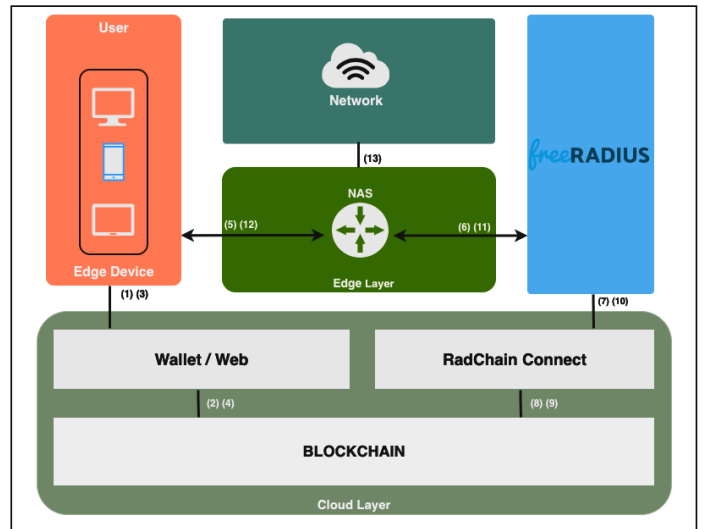 User
Edge Device
Network
(13)
NAS
Edge Layer
(5) (12)
(6) (11)
freeRADIUS
(1) (3)
(7) (10)
Wallet / Web
RadChain Connect
(2) (4)
(8) (9)
BLOCKCHAIN
Cloud Layer